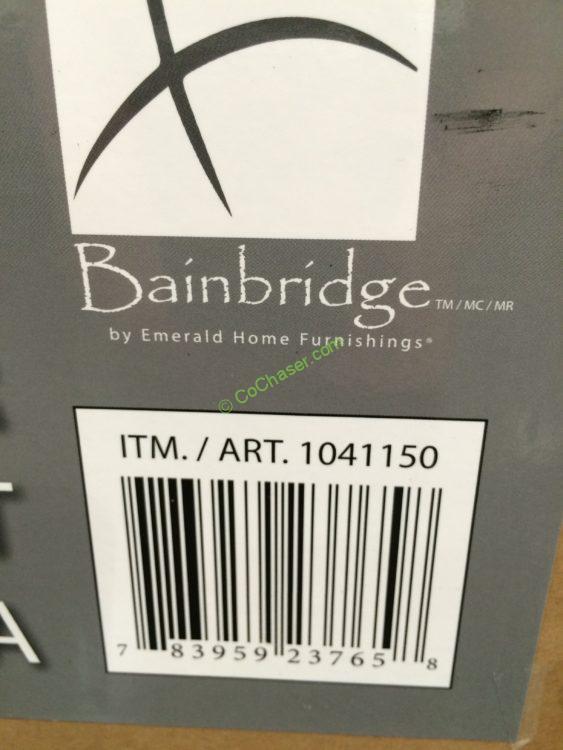 Bainbridge TM/MC/MR
by Emerald Home Furnishings®
© CoChaser.com
ITM. / ART. 1041150
T
A
7 83959 23765 8